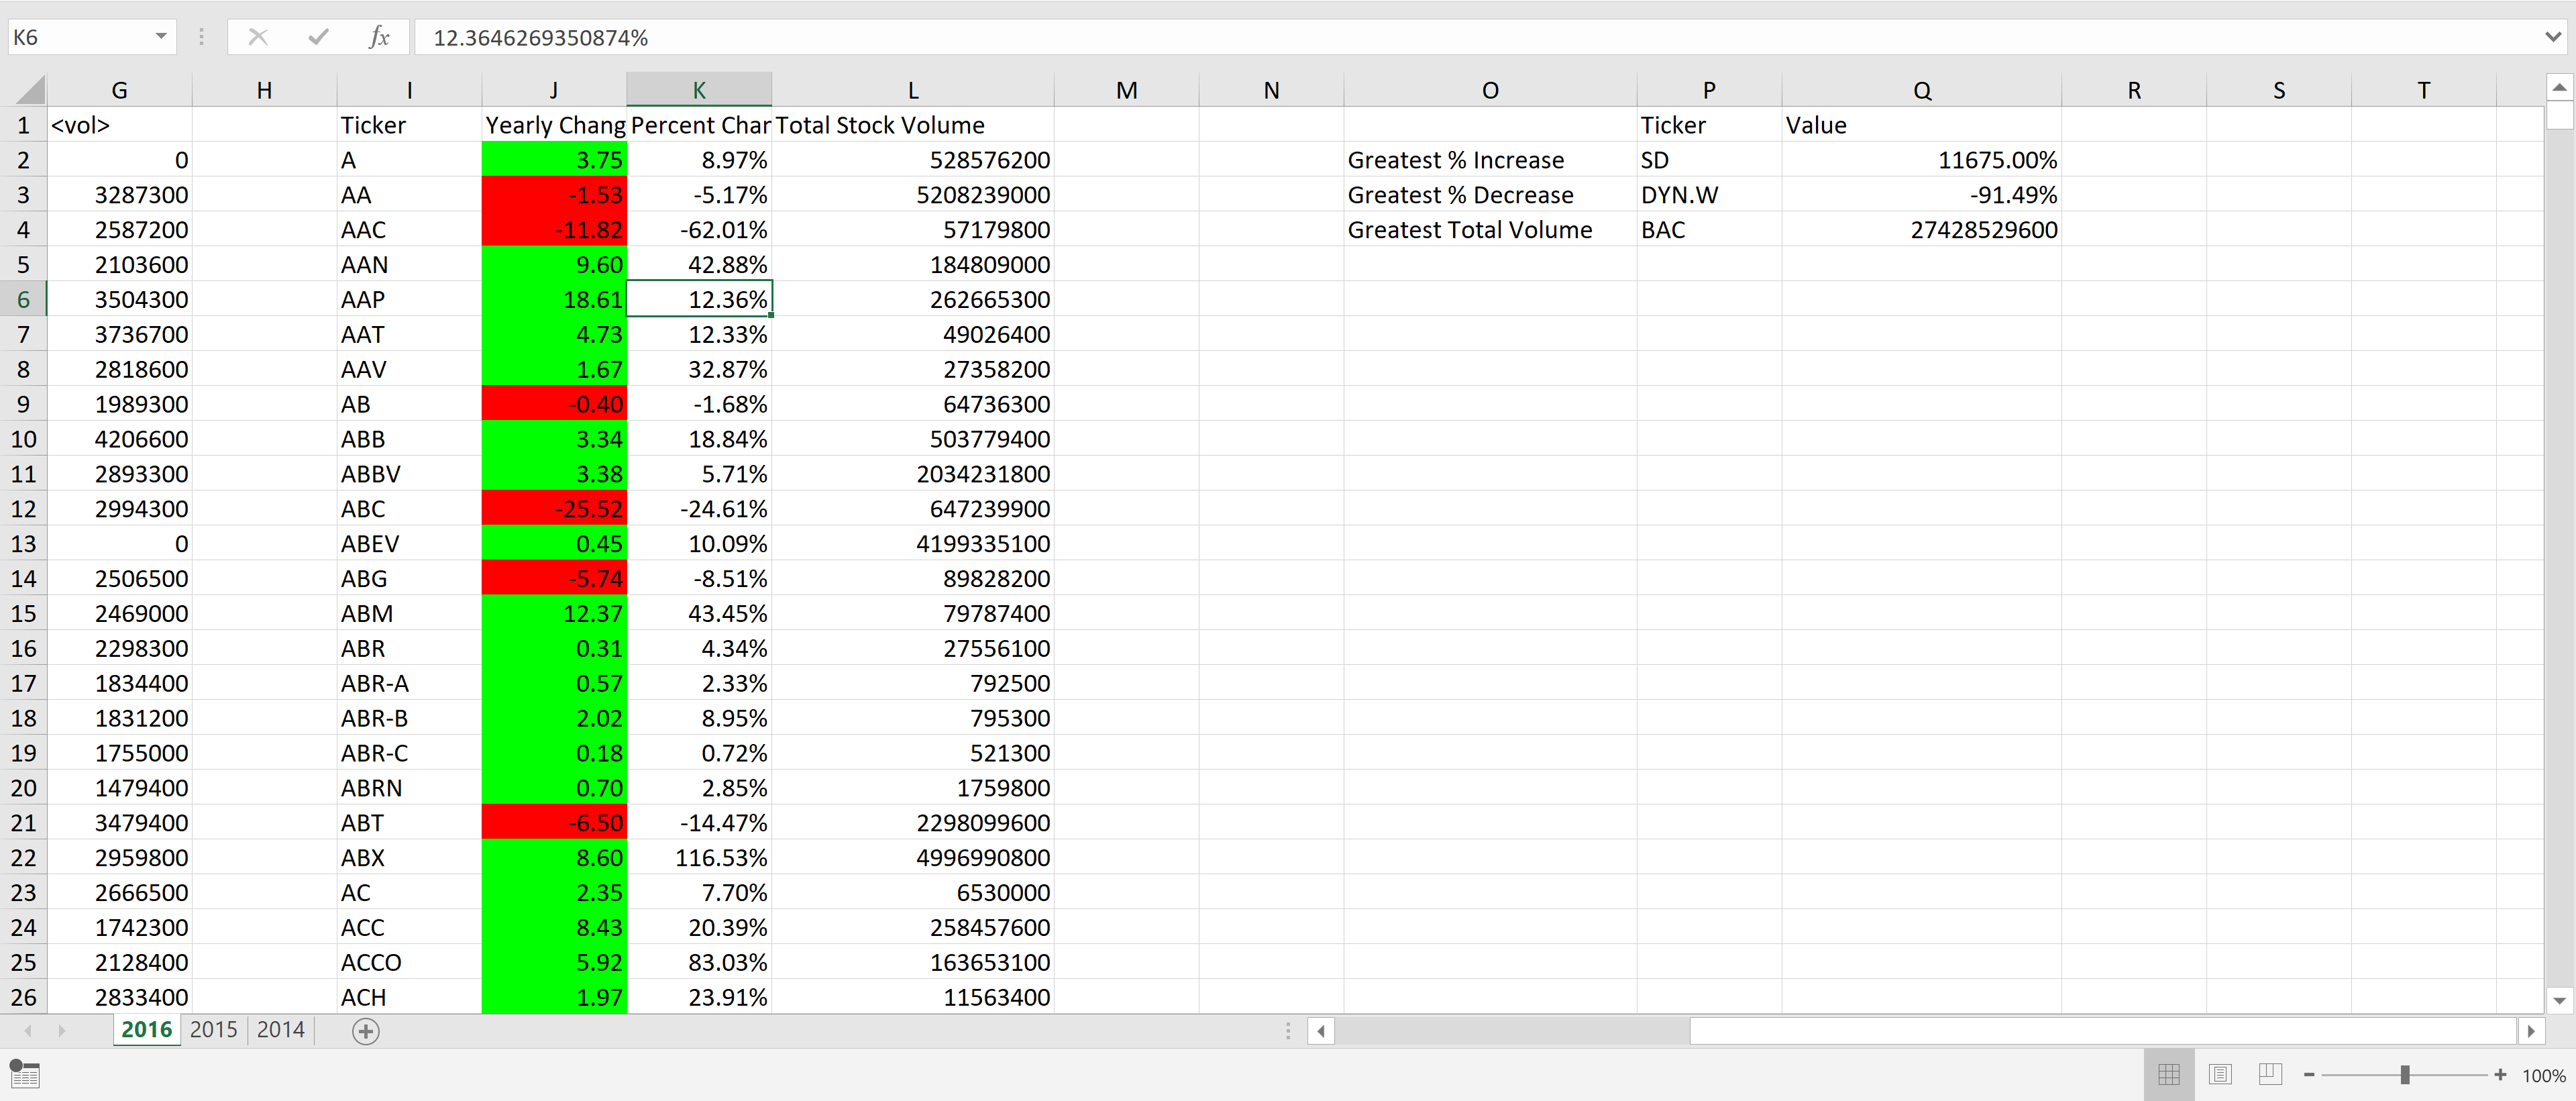 K6 fx 12.3646269350874%
G H I J K L M N O P Q R S T
1 <vol> Ticker Yearly Chang Percent Char Total Stock Volume Ticker Value
2 0 A 3.75 8.97% 528576200 Greatest % Increase SD 11675.00%
3 3287300 AA -1.53 -5.17% 5208239000 Greatest % Decrease DYN.W -91.49%
4 2587200 AAC -11.82 -62.01% 57179800 Greatest Total Volume BAC 27428529600
5 2103600 AAN 9.60 42.88% 184809000
6 3504300 AAP 18.61 12.36% 262665300
7 3736700 AAT 4.73 12.33% 49026400
8 2818600 AAV 1.67 32.87% 27358200
9 1989300 AB -0.40 -1.68% 64736300
10 4206600 ABB 3.34 18.84% 503779400
11 2893300 ABBV 3.38 5.71% 2034231800
12 2994300 ABC -25.52 -24.61% 647239900
13 0 ABEV 0.45 10.09% 4199335100
14 2506500 ABG -5.74 -8.51% 89828200
15 2469000 ABM 12.37 43.45% 79787400
16 2298300 ABR 0.31 4.34% 27556100
17 1834400 ABR-A 0.57 2.33% 792500
18 1831200 ABR-B 2.02 8.95% 795300
19 1755000 ABR-C 0.18 0.72% 521300
20 1479400 ABRN 0.70 2.85% 1759800
21 3479400 ABT -6.50 -14.47% 2298099600
22 2959800 ABX 8.60 116.53% 4996990800
23 2666500 AC 2.35 7.70% 6530000
24 1742300 ACC 8.43 20.39% 258457600
25 2128400 ACCO 5.92 83.03% 163653100
26 2833400 ACH 1.97 23.91% 11563400
2016 2015 2014
100%